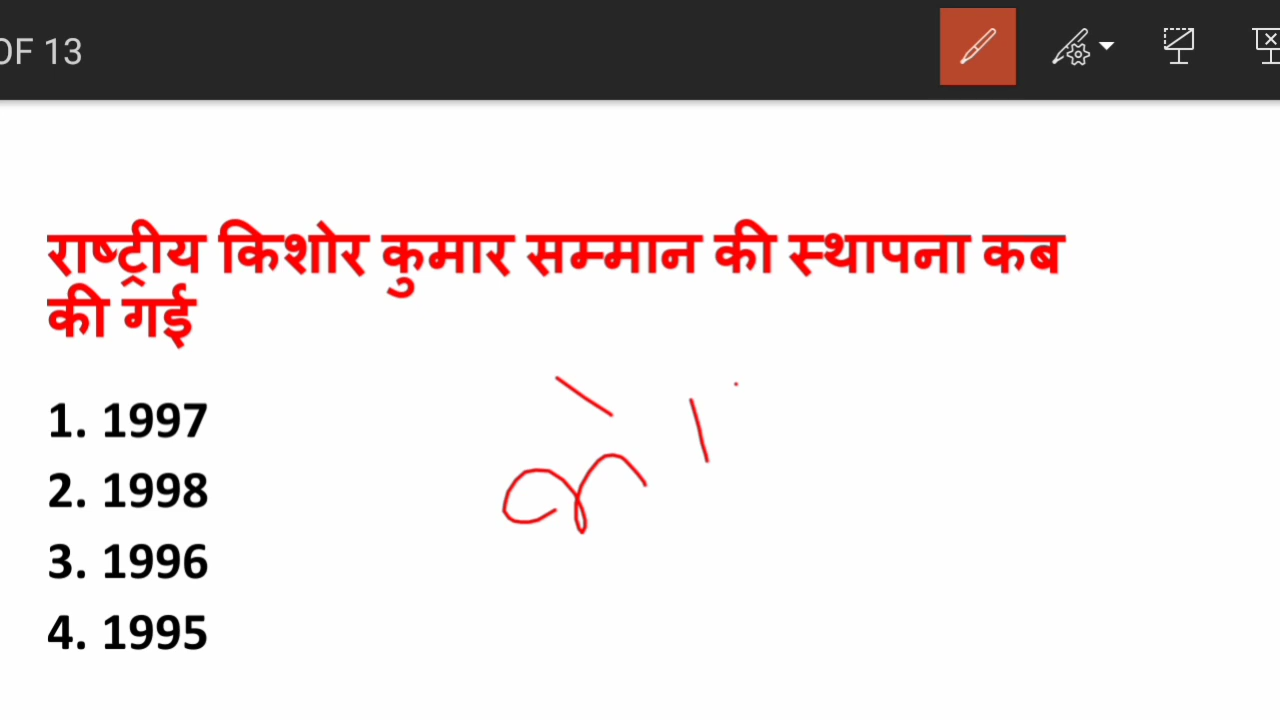 OF 13
राष्ट्रीय किशोर कुमार सम्मान की स्थापना कब
की गई
1. 1997
2. 1998
3. 1996
4. 1995